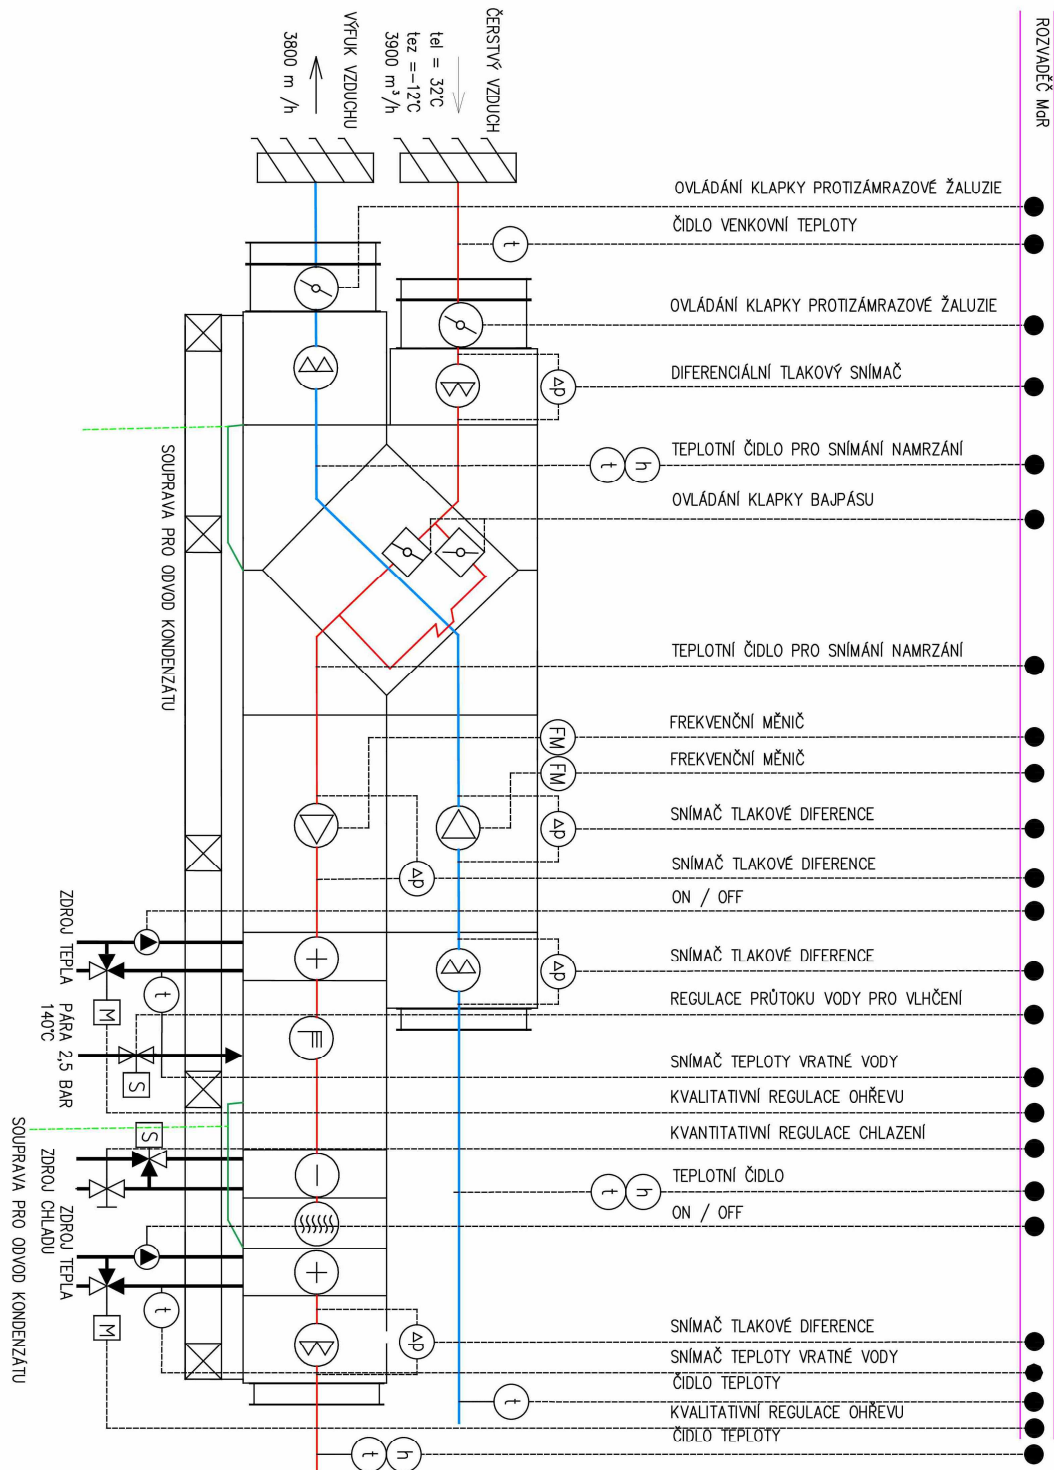 ROZVADĚČ MaR
ČERSTVÝ VZDUCH
tel = 32°C
tez =-12°C
3900 m³/h
VÝFUK VZDUCHU
3800 m /h
OVLÁDÁNÍ KLAPKY PROTIZÁMRAZOVÉ ŽALUZIE
ČIDLO VENKOVNÍ TEPLOTY
t
OVLÁDÁNÍ KLAPKY PROTIZÁMRAZOVÉ ŽALUZIE
DIFERENCIÁLNÍ TLAKOVÝ SNÍMAČ
Δp
TEPLOTNÍ ČIDLO PRO SNÍMÁNÍ NAMRZÁNÍ
t h
OVLÁDÁNÍ KLAPKY BAJPÁSU
SOUPRAVA PRO ODVOD KONDENZÁTU
TEPLOTNÍ ČIDLO PRO SNÍMÁNÍ NAMRZÁNÍ
FREKVENČNÍ MĚNIČ
FM
FREKVENČNÍ MĚNIČ
FM
SNÍMAČ TLAKOVÉ DIFERENCE
Δp
SNÍMAČ TLAKOVÉ DIFERENCE
Δp
ON / OFF
ZDROJ TEPLA
SNÍMAČ TLAKOVÉ DIFERENCE
Δp
t
M
REGULACE PRŮTOKU VODY PRO VLHČENÍ
PÁRA 2,5 BAR
140°C
S
SNÍMAČ TEPLOTY VRATNÉ VODY
KVALITATIVNÍ REGULACE OHŘEVU
KVANTITATIVNÍ REGULACE CHLAZENÍ
S
ZDROJ CHLADU
TEPLOTNÍ ČIDLO
t h
ON / OFF
ZDROJ TEPLA
SOUPRAVA PRO ODVOD KONDENZÁTU
t
M
SNÍMAČ TLAKOVÉ DIFERENCE
Δp
SNÍMAČ TEPLOTY VRATNÉ VODY
ČIDLO TEPLOTY
t
KVALITATIVNÍ REGULACE OHŘEVU
ČIDLO TEPLOTY
t h